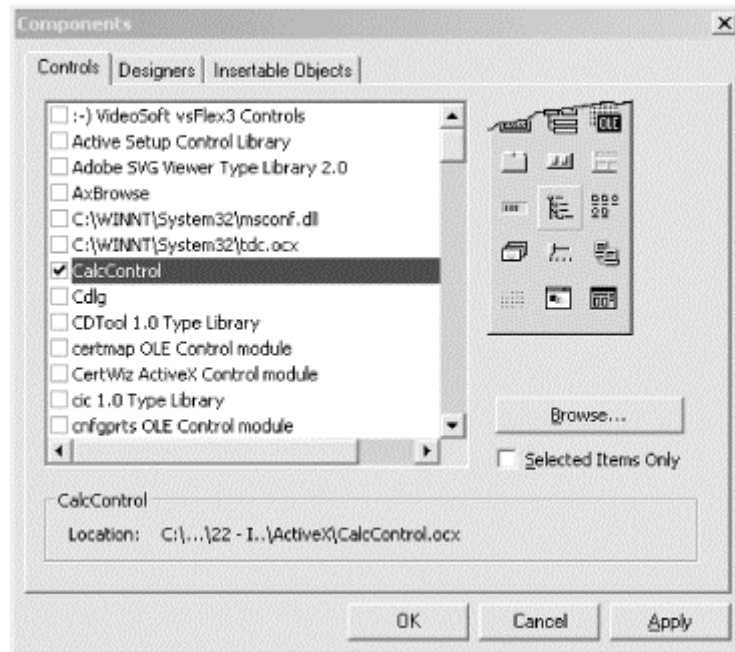 Components
Controls
Designers
Insertable Objects
:-) VideoSoft vsFlex3 Controls
Active Setup Control Library
Adobe SVG Viewer Type Library 2.0
AxBrowse
C:\WINNT\System32\msconf.dll
C:\WINNT\System32\tdc.ocx
CalcControl
Cdlg
CDTool 1.0 Type Library
certmap OLE Control module
CertWiz ActiveX Control module
cic 1.0 Type Library
cnfgprts OLE Control module
OLE
Browse...
Selected Items Only
CalcControl
Location: C:\...\22 - I..\ActiveX\CalcControl.ocx
OK
Cancel
Apply